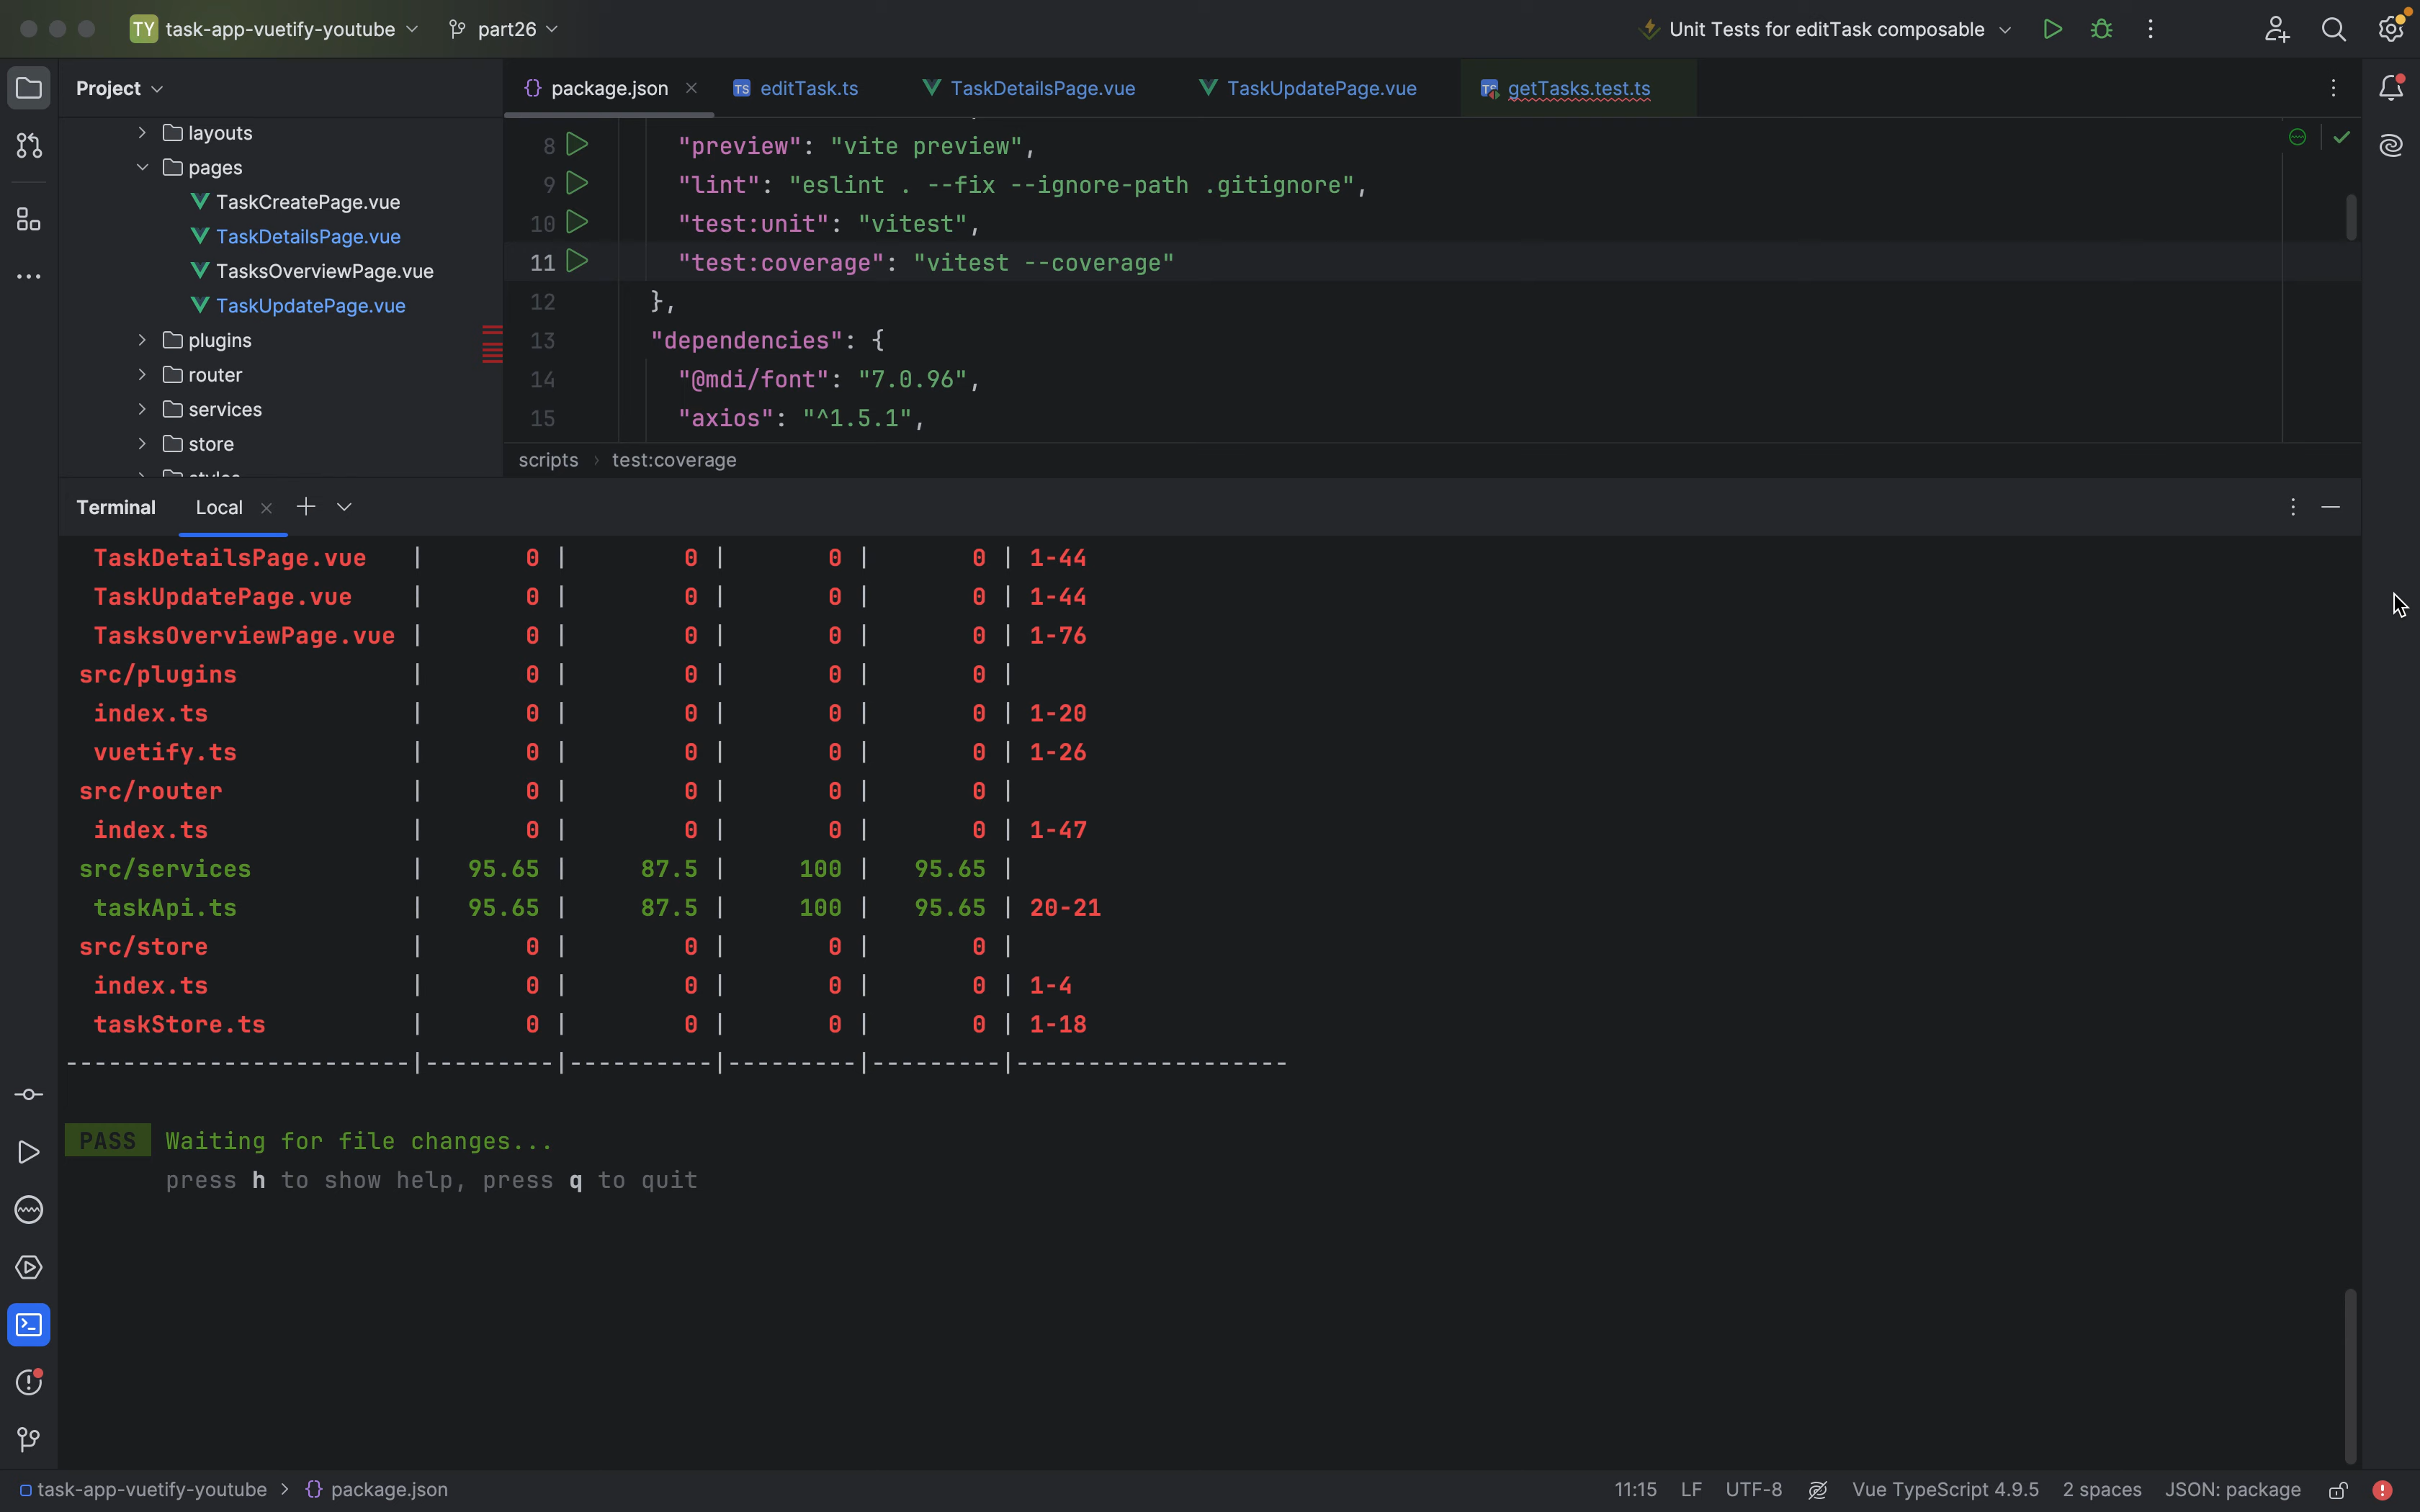 TY task-app-vuetify-youtube part26 Unit Tests for editTask composable
Project
layouts
pages
TaskCreatePage.vue
TaskDetailsPage.vue
TasksOverviewPage.vue
TaskUpdatePage.vue
plugins
router
services
store
package.json editTask.ts TaskDetailsPage.vue TaskUpdatePage.vue getTasks.test.ts
8 "preview": "vite preview",
9 "lint": "eslint . --fix --ignore-path .gitignore",
10 "test:unit": "vitest",
11 "test:coverage": "vitest --coverage"
12 },
13 "dependencies": {
14 "@mdi/font": "7.0.96",
15 "axios": "^1.5.1",
scripts › test:coverage
Terminal Local
TaskDetailsPage.vue | 0 | 0 | 0 | 0 | 1-44
TaskUpdatePage.vue | 0 | 0 | 0 | 0 | 1-44
TasksOverviewPage.vue | 0 | 0 | 0 | 0 | 1-76
src/plugins | 0 | 0 | 0 | 0 |
index.ts | 0 | 0 | 0 | 0 | 1-20
vuetify.ts | 0 | 0 | 0 | 0 | 1-26
src/router | 0 | 0 | 0 | 0 |
index.ts | 0 | 0 | 0 | 0 | 1-47
src/services | 95.65 | 87.5 | 100 | 95.65 |
taskApi.ts | 95.65 | 87.5 | 100 | 95.65 | 20-21
src/store | 0 | 0 | 0 | 0 |
index.ts | 0 | 0 | 0 | 0 | 1-4
taskStore.ts | 0 | 0 | 0 | 0 | 1-18
------------------------|---------|----------|---------|---------|-------------------
PASS Waiting for file changes...
press h to show help, press q to quit
task-app-vuetify-youtube › package.json 11:15 LF UTF-8 Vue TypeScript 4.9.5 2 spaces JSON: package